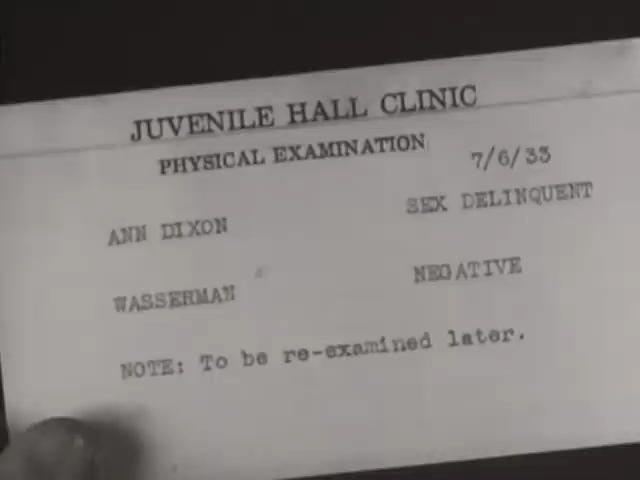 JUVENILE HALL CLINIC
PHYSICAL EXAMINATION
7/6/33
ANN DIXON
SEX DELINQUENT
WASSERMAN
NEGATIVE
NOTE: To be re-examined later.